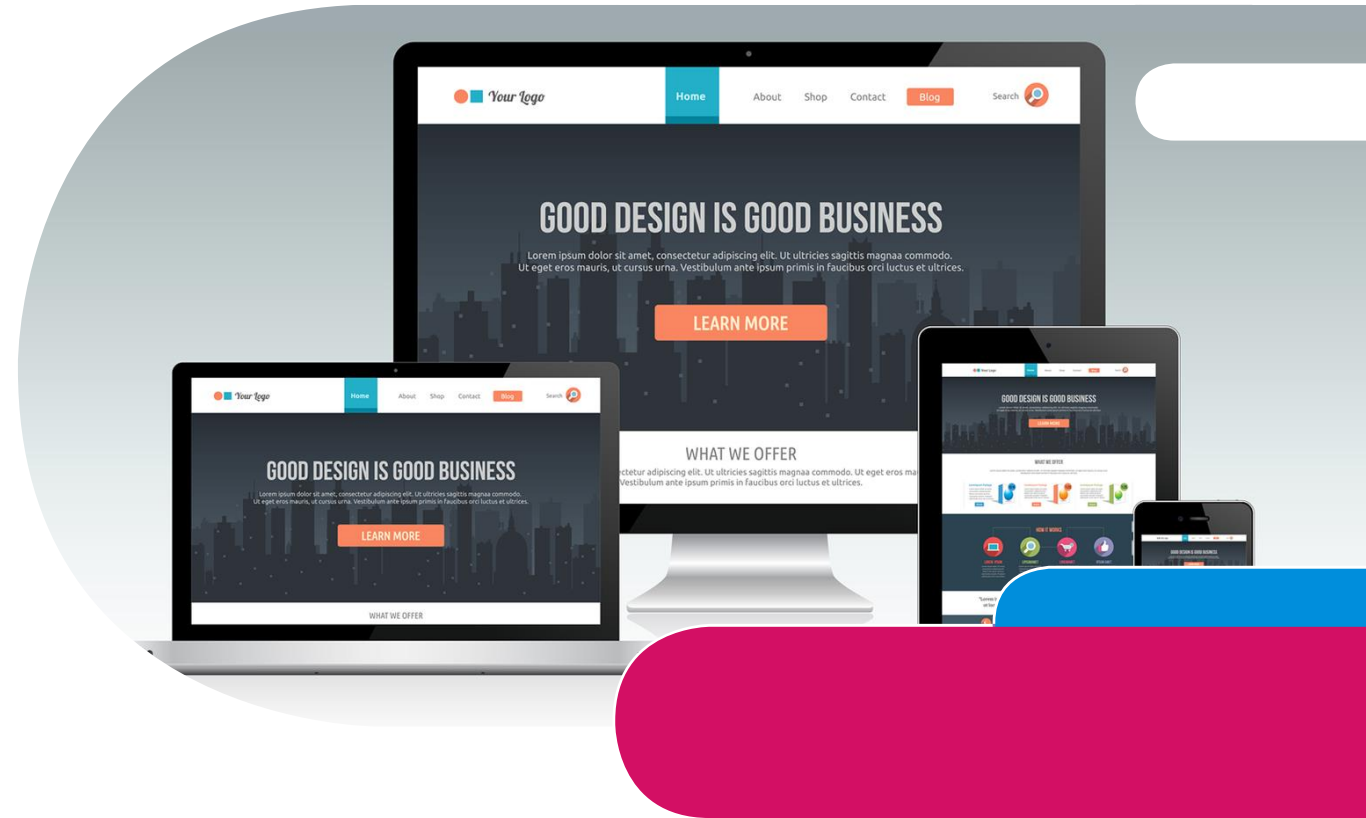 Your Logo
Home
About
Shop
Contact
Blog
Search
GOOD DESIGN IS GOOD BUSINESS
Lorem ipsum dolor sit amet, consectetur adipiscing elit. Ut ultricies sagittis magnaa commodo.
Ut eget eros mauris, ut cursus urna. Vestibulum ante ipsum primis in faucibus orci luctus et ultrices.
LEARN MORE
WHAT WE OFFER
adipiscing elit. Ut ultricies sagittis magnaa commodo. Ut eget eros
Vestibulum ante ipsum primis in faucibus orci luctus et ultrices.
Your Logo
Home
About
Shop
Contact
Blog
Search
GOOD DESIGN IS GOOD BUSINESS
Lorem ipsum dolor sit amet, consectetur adipiscing elit. Ut ultricies sagittis magnaa commodo.
Ut eget eros mauris, ut cursus urna. Vestibulum ante ipsum primis in faucibus orci luctus et ultrices.
LEARN MORE
WHAT WE OFFER
GOOD DESIGN IS GOOD BUSINESS
LEARN MORE
WHAT WE OFFER
HOW IT WORKS
GOOD DESIGN IS GOOD BUSINESS